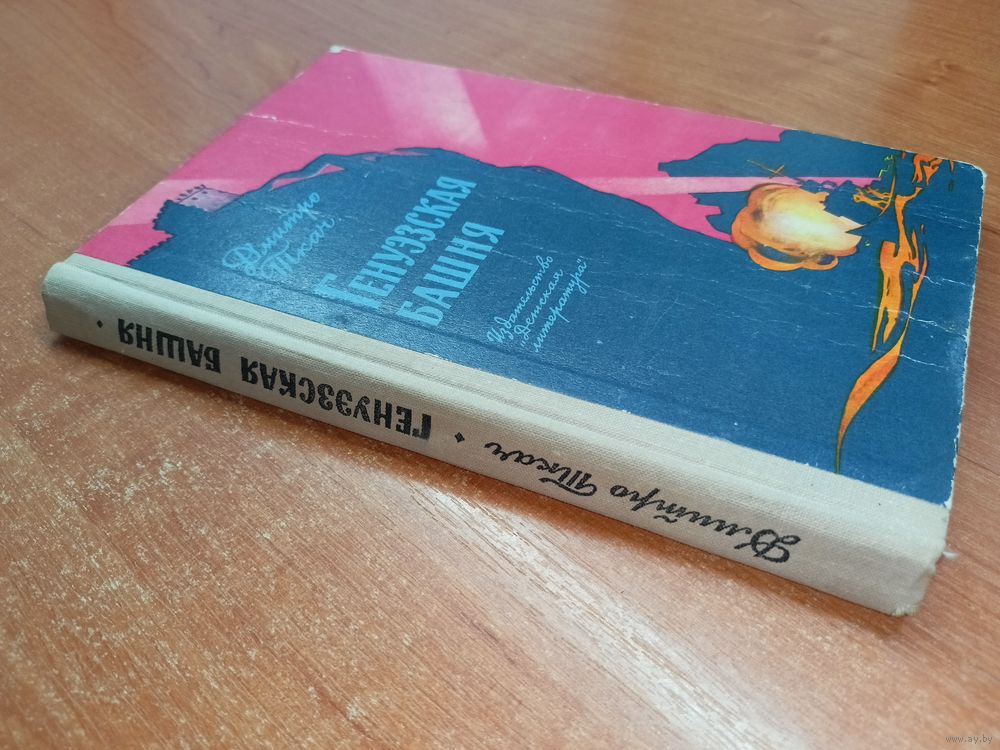 Дмитро
Ткач
ГЕНУЭЗСКАЯ
БАШНЯ
Издательство
"Детская
литература"
Дмитро Ткач • ГЕНУЭЗСКАЯ БАШНЯ •
www.ay.by